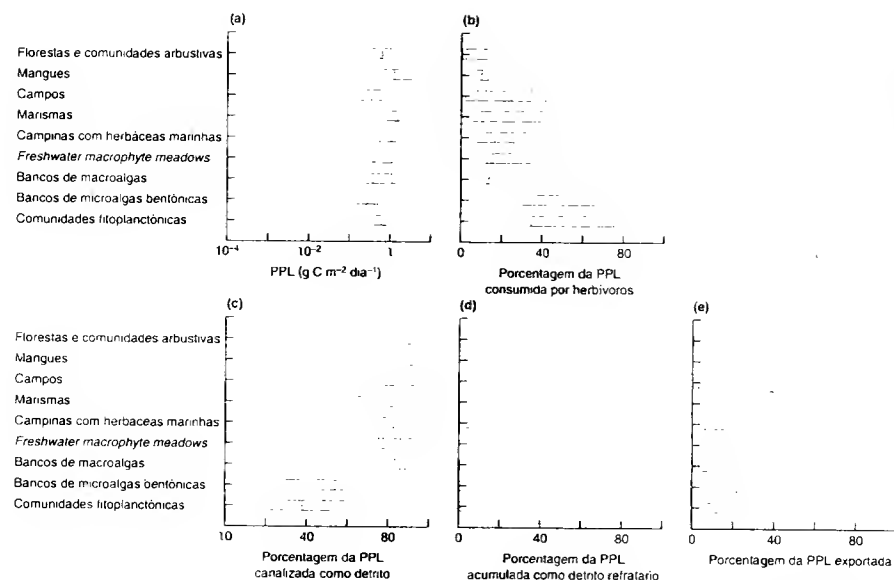 (a)
(b)
Florestas e comunidades arbustivas
Mangues
Campos
Marismas
Campinas com herbáceas marinhas
Freshwater macrophyte meadows
Bancos de macroalgas
Bancos de microalgas bentônicas
Comunidades fitoplanctônicas
10⁻⁴ 10⁻² 1
PPL (g C m⁻² dia⁻¹)
0 40 80
Porcentagem da PPL
consumida por herbívoros
(c)
(d)
(e)
Florestas e comunidades arbustivas
Mangues
Campos
Marismas
Campinas com herbaceas marinhas
Freshwater macrophyte meadows
Bancos de macroalgas
Bancos de microalgas bentônicas
Comunidades fitoplanctônicas
10 40 80
Porcentagem da PPL
canalizada como detrito
0 40 80
Porcentagem da PPL
acumulada como detrito refratario
0 40 80
Porcentagem da PPL exportada